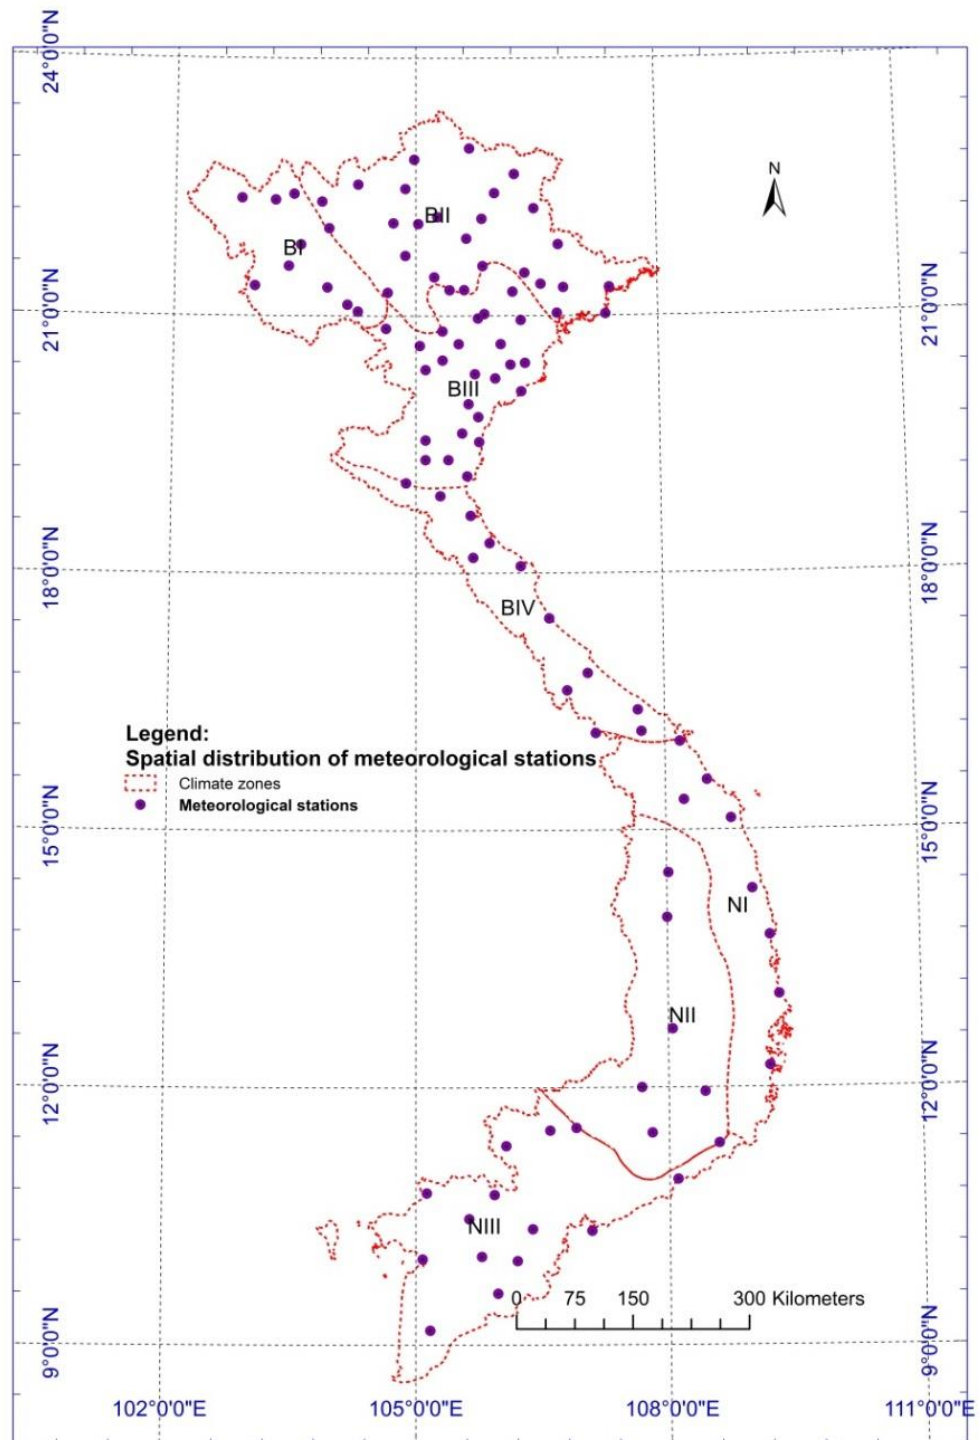 24°0'0"N
N
BII
BI
21°0'0"N
21°0'0"N
BIII
18°0'0"N
18°0'0"N
BIV
Legend:
Spatial distribution of meteorological stations
Climate zones
Meteorological stations
15°0'0"N
15°0'0"N
NI
NII
12°0'0"N
12°0'0"N
NIII
0 75 150 300 Kilometers
9°0'0"N
9°0'0"N
102°0'0"E 105°0'0"E 108°0'0"E 111°0'0"E